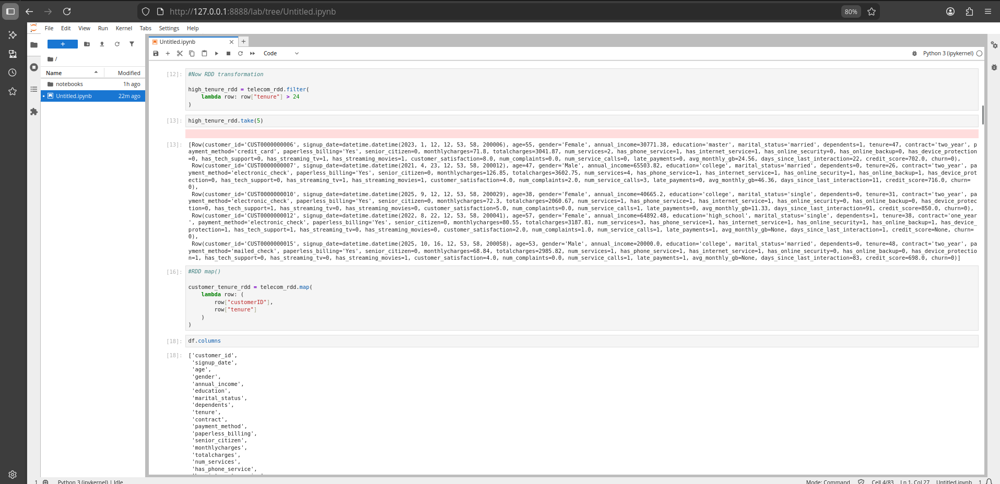 http://127.0.0.1:8888/lab/tree/Untitled.ipynb
80%
File Edit View Run Kernel Tabs Settings Help
+
Untitled.ipynb
+
Code
Python 3 (ipykernel)
/
Name Modified
notebooks 1h ago
Untitled.ipynb 22m ago
[12]: #Now RDD transformation
high_tenure_rdd = telecom_rdd.filter(
lambda row: row["tenure"] > 24
)
[13]: high_tenure_rdd.take(5)
[13]: [Row(customer_id='CUST0000000006', signup_date=datetime.datetime(2023, 1, 12, 12, 53, 58, 200006), age=55, gender='Female', annual_income=30771.38, education='master', marital_status='married', dependents=1, tenure=47, contract='two_year', p
ayment_method='credit_card', paperless_billing='Yes', senior_citizen=0, monthlycharges=71.8, totalcharges=3041.87, num_services=2, has_phone_service=1, has_internet_service=1, has_online_security=0, has_online_backup=0, has_device_protection
=0, has_tech_support=0, has_streaming_tv=1, has_streaming_movies=1, customer_satisfaction=8.0, num_complaints=0.0, num_service_calls=0, late_payments=0, avg_monthly_gb=24.56, days_since_last_interaction=22, credit_score=702.0, churn=0),
Row(customer_id='CUST0000000007', signup_date=datetime.datetime(2021, 4, 23, 12, 53, 58, 200012), age=47, gender='Male', annual_income=65503.82, education='college', marital_status='married', dependents=0, tenure=26, contract='two_year', pa
yment_method='electronic_check', paperless_billing='Yes', senior_citizen=0, monthlycharges=126.85, totalcharges=3602.75, num_services=4, has_phone_service=1, has_internet_service=1, has_online_security=1, has_online_backup=1, has_device_prot
ection=0, has_tech_support=0, has_streaming_tv=1, has_streaming_movies=1, customer_satisfaction=4.0, num_complaints=2.0, num_service_calls=3, late_payments=0, avg_monthly_gb=46.36, days_since_last_interaction=11, credit_score=716.0, churn=
0),
Row(customer_id='CUST0000000010', signup_date=datetime.datetime(2025, 9, 12, 12, 53, 58, 200029), age=38, gender='Female', annual_income=40665.2, education='college', marital_status='single', dependents=0, tenure=31, contract='two_year', pa
yment_method='electronic_check', paperless_billing='Yes', senior_citizen=0, monthlycharges=72.3, totalcharges=2060.67, num_services=1, has_phone_service=1, has_internet_service=1, has_online_security=0, has_online_backup=0, has_device_protec
tion=0, has_tech_support=1, has_streaming_tv=0, has_streaming_movies=0, customer_satisfaction=5.0, num_complaints=0.0, num_service_calls=1, late_payments=0, avg_monthly_gb=11.33, days_since_last_interaction=91, credit_score=850.0, churn=0),
Row(customer_id='CUST0000000012', signup_date=datetime.datetime(2022, 8, 22, 12, 53, 58, 200041), age=57, gender='Female', annual_income=64892.48, education='high_school', marital_status='single', dependents=1, tenure=38, contract='one_year
', payment_method='electronic_check', paperless_billing='Yes', senior_citizen=0, monthlycharges=80.55, totalcharges=3187.81, num_services=3, has_phone_service=1, has_internet_service=1, has_online_security=1, has_online_backup=1, has_device_
protection=1, has_tech_support=1, has_streaming_tv=0, has_streaming_movies=0, customer_satisfaction=2.0, num_complaints=1.0, num_service_calls=1, late_payments=1, avg_monthly_gb=None, days_since_last_interaction=1, credit_score=None, churn=
0),
Row(customer_id='CUST0000000015', signup_date=datetime.datetime(2025, 10, 16, 12, 53, 58, 200058), age=53, gender='Male', annual_income=20000.0, education='college', marital_status='married', dependents=0, tenure=48, contract='two_year', pa
yment_method='mailed_check', paperless_billing='Yes', senior_citizen=0, monthlycharges=68.84, totalcharges=2985.82, num_services=1, has_phone_service=1, has_internet_service=1, has_online_security=0, has_online_backup=0, has_device_protectio
n=1, has_tech_support=0, has_streaming_tv=0, has_streaming_movies=1, customer_satisfaction=4.0, num_complaints=0.0, num_service_calls=1, late_payments=1, avg_monthly_gb=None, days_since_last_interaction=83, credit_score=698.0, churn=0)]
[16]: #RDD map()
customer_tenure_rdd = telecom_rdd.map(
lambda row: (
row["customerID"],
row["tenure"]
)
)
[18]: df.columns
[18]: ['customer_id',
'signup_date',
'age',
'gender',
'annual_income',
'education',
'marital_status',
'dependents',
'tenure',
'contract',
'payment_method',
'paperless_billing',
'senior_citizen',
'monthlycharges',
'totalcharges',
'num_services',
'has_phone_service',
1 Python 3 (ipykernel) | Idle Mode: Command Cell 4/83 Ln 1, Col 27 Untitled.ipynb 1